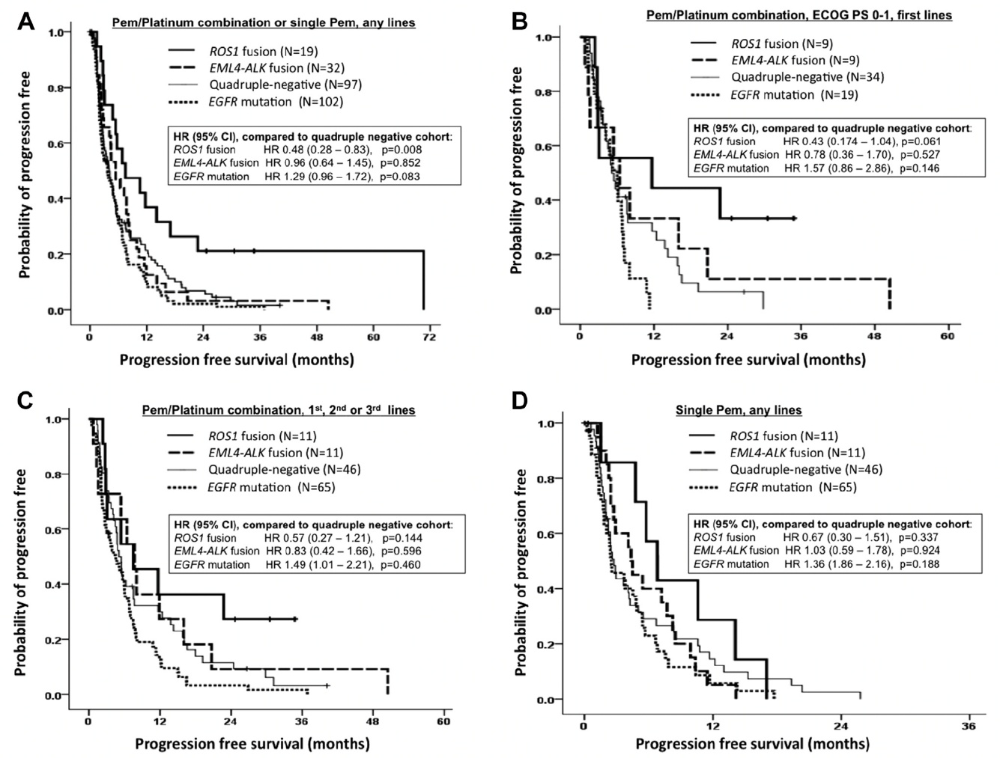 A
Pem/Platinum combination or single Pem, any lines
ROS1 fusion (N=19)
EML4-ALK fusion (N=32)
Quadruple-negative (N=97)
EGFR mutation (N=102)
HR (95% CI), compared to quadruple negative cohort:
ROS1 fusion HR 0.48 (0.28 – 0.83), p=0.008
EML4-ALK fusion HR 0.96 (0.64 – 1.45), p=0.852
EGFR mutation HR 1.29 (0.96 – 1.72), p=0.083
Probability of progression free
1.0
0.8
0.6
0.4
0.2
0.0
0 12 24 36 48 60 72
Progression free survival (months)
B
Pem/Platinum combination, ECOG PS 0-1, first lines
ROS1 fusion (N=9)
EML4-ALK fusion (N=9)
Quadruple-negative (N=34)
EGFR mutation (N=19)
HR (95% CI), compared to quadruple negative cohort:
ROS1 fusion HR 0.43 (0.174 – 1.04), p=0.061
EML4-ALK fusion HR 0.78 (0.36 – 1.70), p=0.527
EGFR mutation HR 1.57 (0.86 – 2.86), p=0.146
Probability of progression free
1.0
0.8
0.6
0.4
0.2
0.0
0 12 24 36 48 60
Progression free survival (months)
C
Pem/Platinum combination, 1st, 2nd or 3rd lines
ROS1 fusion (N=11)
EML4-ALK fusion (N=11)
Quadruple-negative (N=46)
EGFR mutation (N=65)
HR (95% CI), compared to quadruple negative cohort:
ROS1 fusion HR 0.57 (0.27 – 1.21), p=0.144
EML4-ALK fusion HR 0.83 (0.42 – 1.66), p=0.596
EGFR mutation HR 1.49 (1.01 – 2.21), p=0.460
Probability of progression free
1.0
0.8
0.6
0.4
0.2
0.0
0 12 24 36 48 60
Progression free survival (months)
D
Single Pem, any lines
ROS1 fusion (N=11)
EML4-ALK fusion (N=11)
Quadruple-negative (N=46)
EGFR mutation (N=65)
HR (95% CI), compared to quadruple negative cohort:
ROS1 fusion HR 0.67 (0.30 – 1.51), p=0.337
EML4-ALK fusion HR 1.03 (0.59 – 1.78), p=0.924
EGFR mutation HR 1.36 (1.86 – 2.16), p=0.188
Probability of progression free
1.0
0.8
0.6
0.4
0.2
0.0
0 12 24 36
Progression free survival (months)